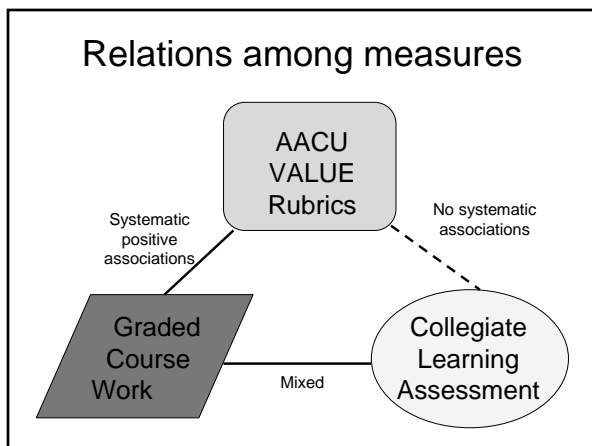 Relations among measures
AACU
VALUE
Rubrics
Systematic
positive
associations
No systematic
associations
Graded
Course
Work
Mixed
Collegiate
Learning
Assessment